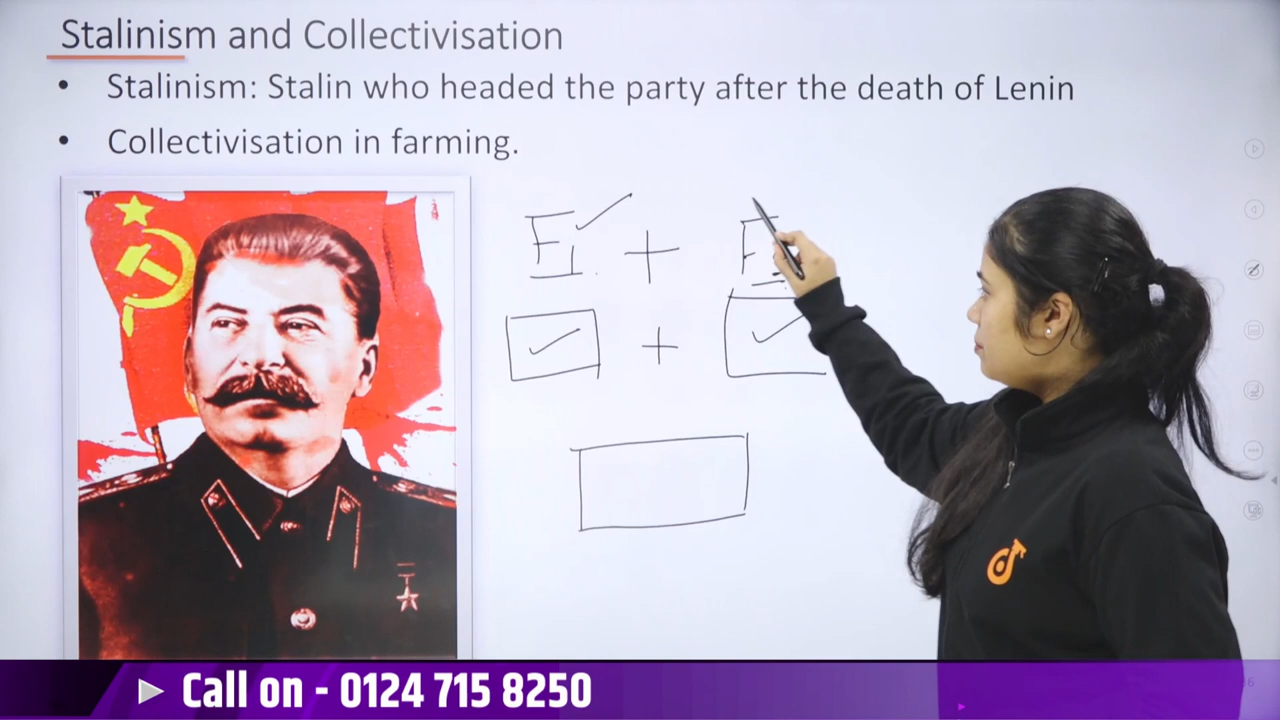 Stalinism and Collectivisation
• Stalinism: Stalin who headed the party after the death of Lenin
• Collectivisation in farming.
F1 + F
+
Call on - 0124 715 8250